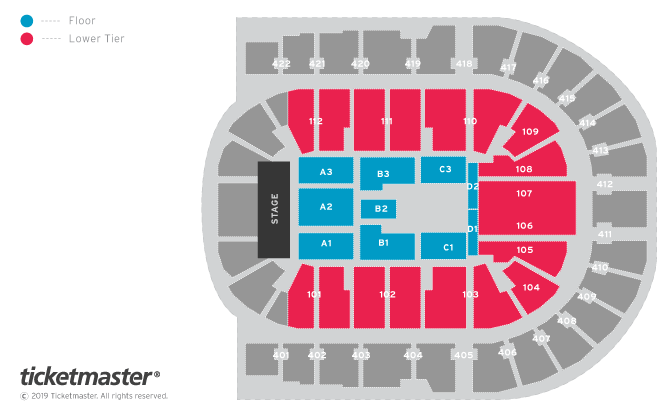 Floor
Lower Tier
422 421 420 419 418 417
416
415
414
413
412
411
410
409
408
407
406
401 402 403 404 405
112 111 110 109
108
107
106
105
104
101 102 103
STAGE
A3 B3 C3
A2 B2 D2
A1 B1 C1 D1
ticketmaster®
© 2019 Ticketmaster. All rights reserved.